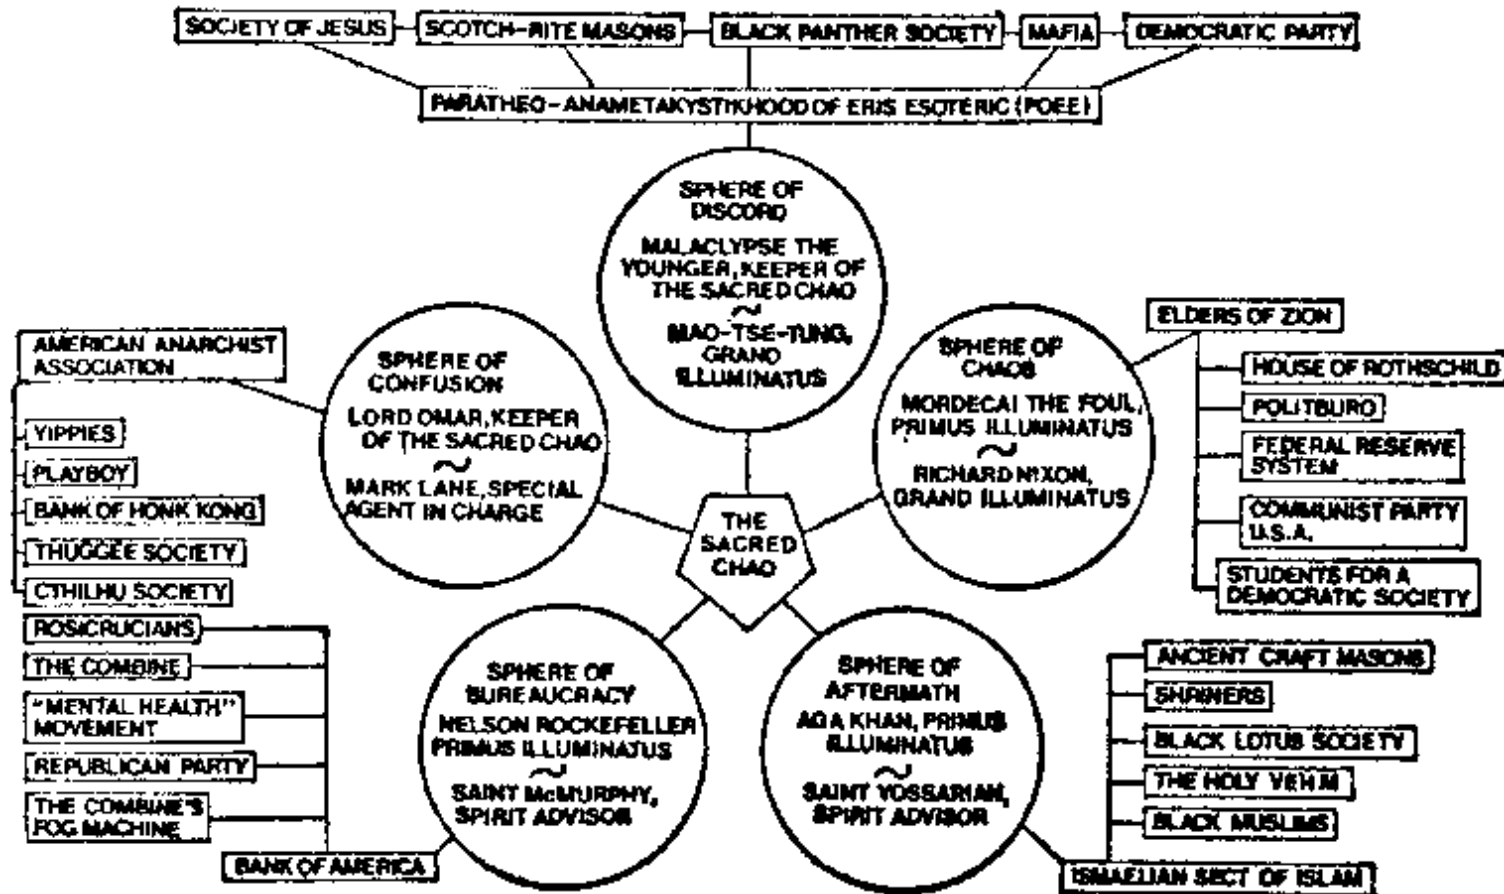 SOCIETY OF JESUS
SCOTCH-RITE MASONS
BLACK PANTHER SOCIETY
MAFIA
DEMOCRATIC PARTY
PARATHEO-ANAMETAKYSTIKHOOD OF ERIS ESOTERIC (POEE)
SPHERE OF
DISCORD
MALACLYPSE THE
YOUNGER, KEEPER OF
THE SACRED CHAO
~
MAO-TSE-TUNG,
GRAND
ILLUMINATUS
AMERICAN ANARCHIST
ASSOCIATION
YIPPIES
PLAYBOY
BANK OF HONK KONG
THUGGEE SOCIETY
CTHILHU SOCIETY
SPHERE OF
CONFUSION
LORD OMAR, KEEPER
OF THE SACRED CHAO
~
MARK LANE, SPECIAL
AGENT IN CHARGE
SPHERE OF
CHAOS
MORDECAI THE FOUL,
PRIMUS ILLUMINATUS
~
RICHARD NIXON,
GRAND ILLUMINATUS
ELDERS OF ZION
HOUSE OF ROTHSCHILD
POLITBURO
FEDERAL RESERVE
SYSTEM
COMMUNIST PARTY
U.S.A.
STUDENTS FOR A
DEMOCRATIC SOCIETY
THE
SACRED
CHAO
ROSICRUCIANS
THE COMBINE
"MENTAL HEALTH"
MOVEMENT
REPUBLICAN PARTY
THE COMBINE'S
FOG MACHINE
BANK OF AMERICA
SPHERE OF
BUREAUCRACY
NELSON ROCKEFELLER
PRIMUS ILLUMINATUS
~
SAINT McMURPHY,
SPIRIT ADVISOR
SPHERE OF
AFTERMATH
AGA KHAN, PRIMUS
ILLUMINATUS
~
SAINT YOSSARIAN,
SPIRIT ADVISOR
ANCIENT CRAFT MASONS
SHRINERS
BLACK LOTUS SOCIETY
THE HOLY VEHM
BLACK MUSLIMS
ISMAELIAN SECT OF ISLAM